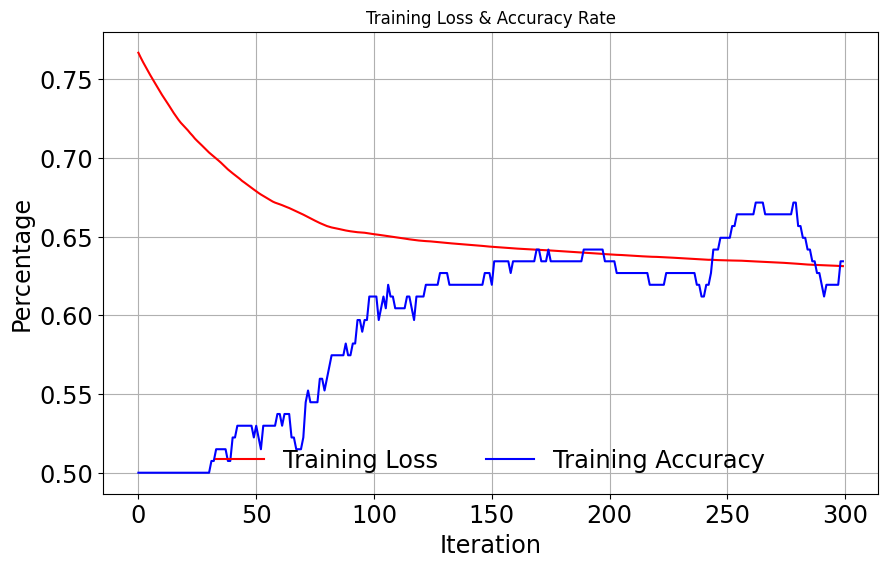 Training Loss & Accuracy Rate
Percentage
0.75
0.70
0.65
0.60
0.55
0.50
Training Loss
Training Accuracy
0 50 100 150 200 250 300
Iteration